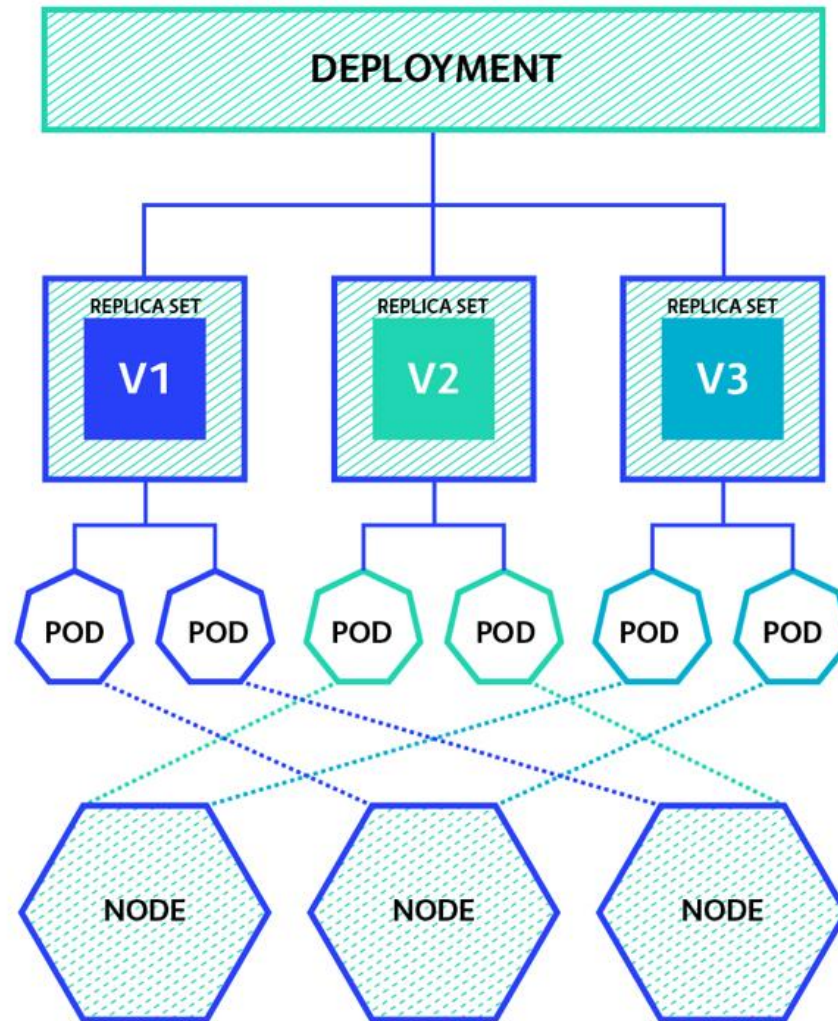 DEPLOYMENT
REPLICA SET
V1
REPLICA SET
V2
REPLICA SET
V3
POD
POD
POD
POD
POD
POD
NODE
NODE
NODE